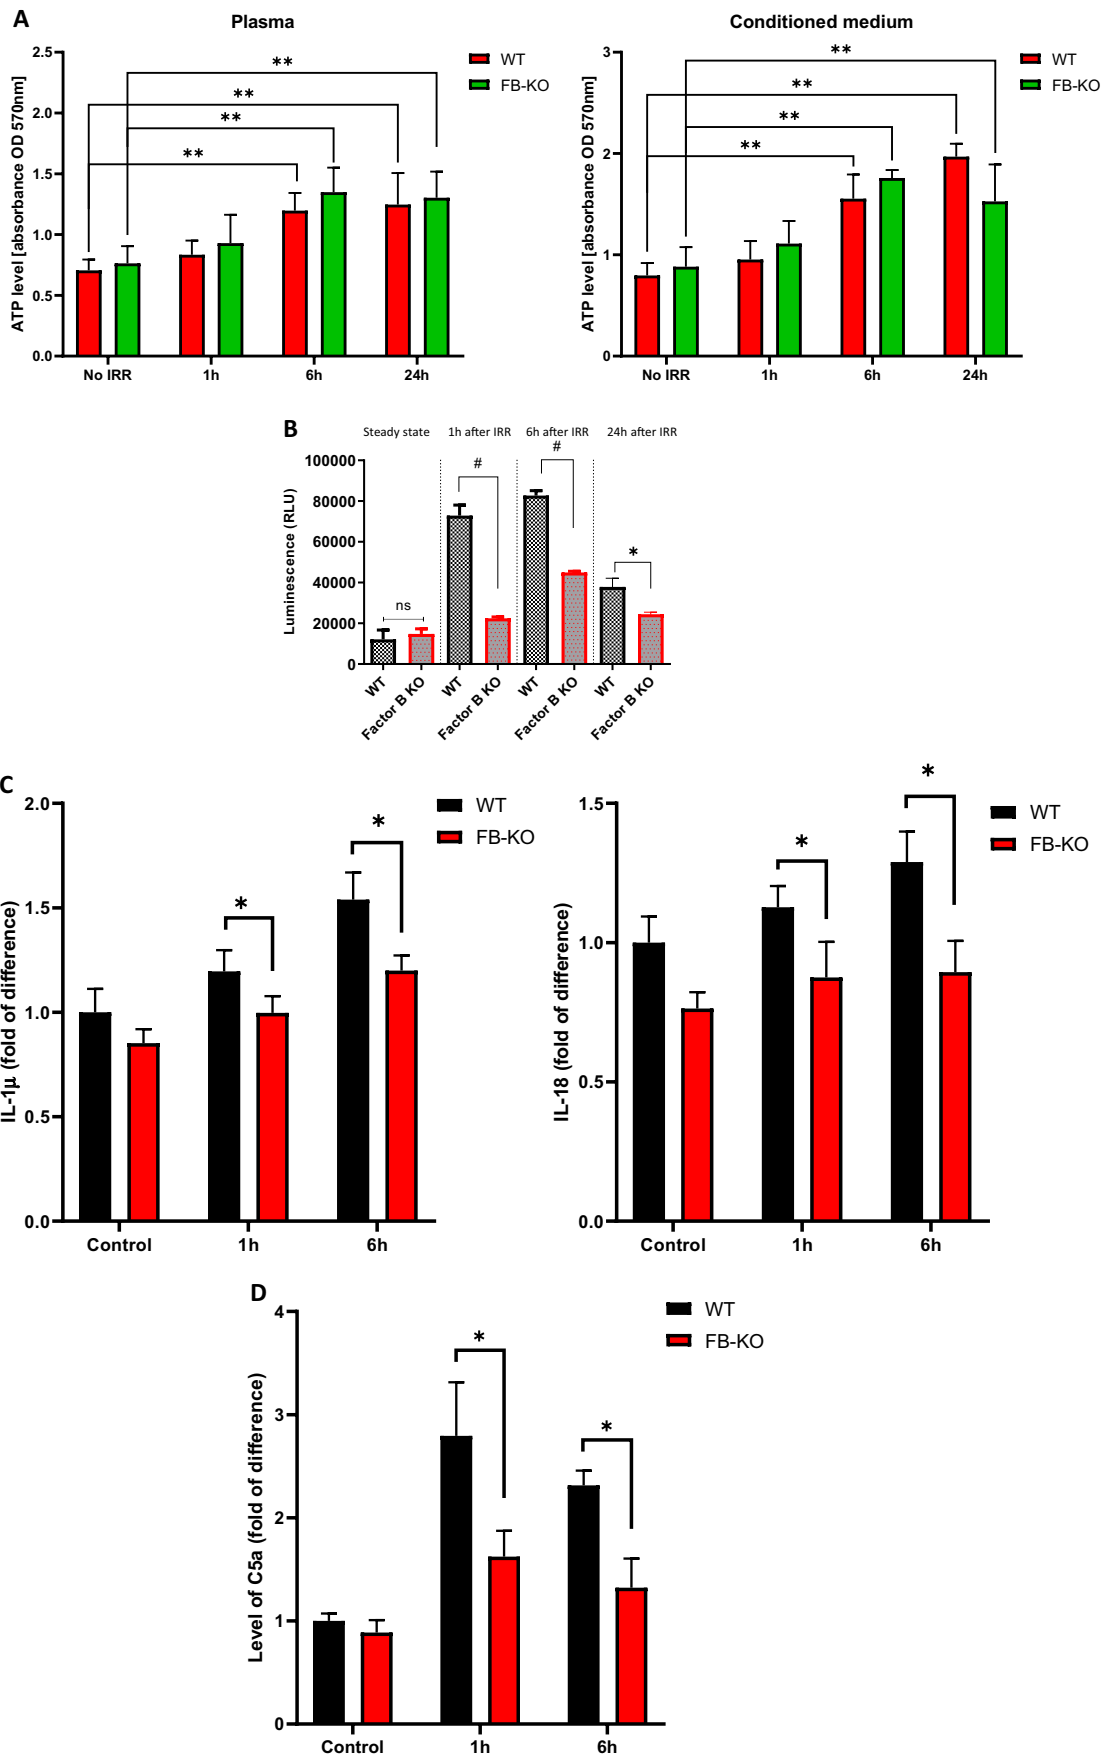 A
Plasma
ATP level [absorbance OD 570nm]
2.5
2.0
1.5
1.0
0.5
0.0
**
**
**
**
WT
FB-KO
No IRR
1h
6h
24h
Conditioned medium
ATP level [absorbance OD 570nm]
3
2
1
0
**
**
**
**
WT
FB-KO
No IRR
1h
6h
24h
B
Steady state
1h after IRR
6h after IRR
24h after IRR
Luminescence (RLU)
100000
80000
60000
40000
20000
0
ns
#
#
*
WT
Factor B KO
WT
Factor B KO
WT
Factor B KO
WT
Factor B KO
C
IL-1μ (fold of difference)
2.0
1.5
1.0
0.5
0.0
*
*
WT
FB-KO
Control
1h
6h
IL-18 (fold of difference)
1.5
1.0
0.5
0.0
*
*
WT
FB-KO
Control
1h
6h
D
Level of C5a (fold of difference)
4
3
2
1
0
*
*
WT
FB-KO
Control
1h
6h